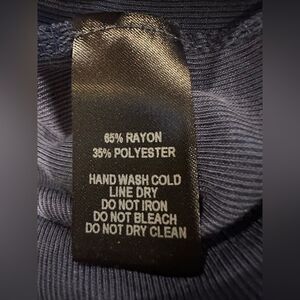 65% RAYON
35% POLYESTER
HAND WASH COLD
LINE DRY
DO NOT IRON
DO NOT BLEACH
DO NOT DRY CLEAN